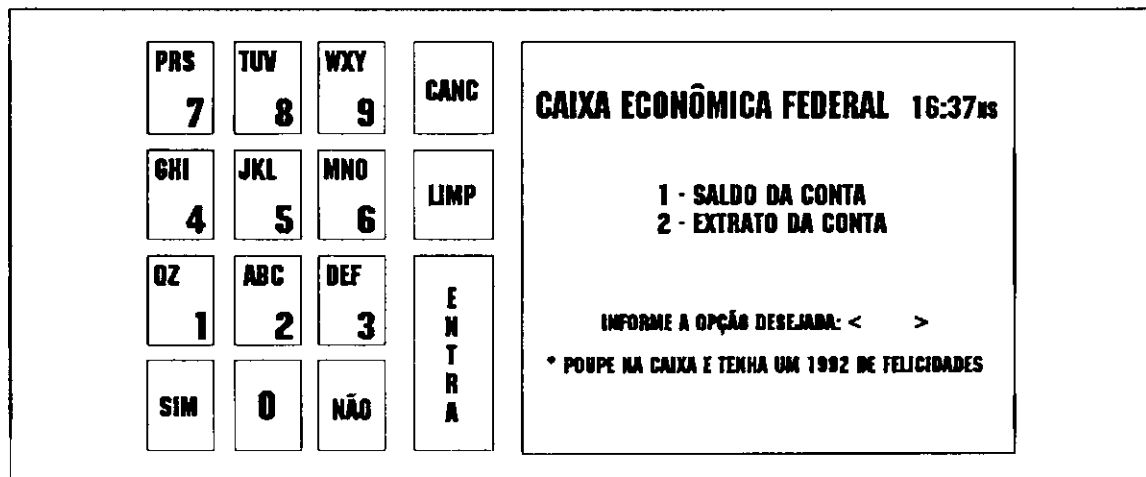 PRS TUV WXY
7 8 9 CANC
GHI JKL MNO
4 5 6 LIMP
QZ ABC DEF
1 2 3
SIM 0 NÃO
ENTRA
CAIXA ECONÔMICA FEDERAL 16:37HS
1 - SALDO DA CONTA
2 - EXTRATO DA CONTA
INFORME A OPÇÃO DESEJADA: < >
* POUPE NA CAIXA E TENHA UM 1992 DE FELICIDADES